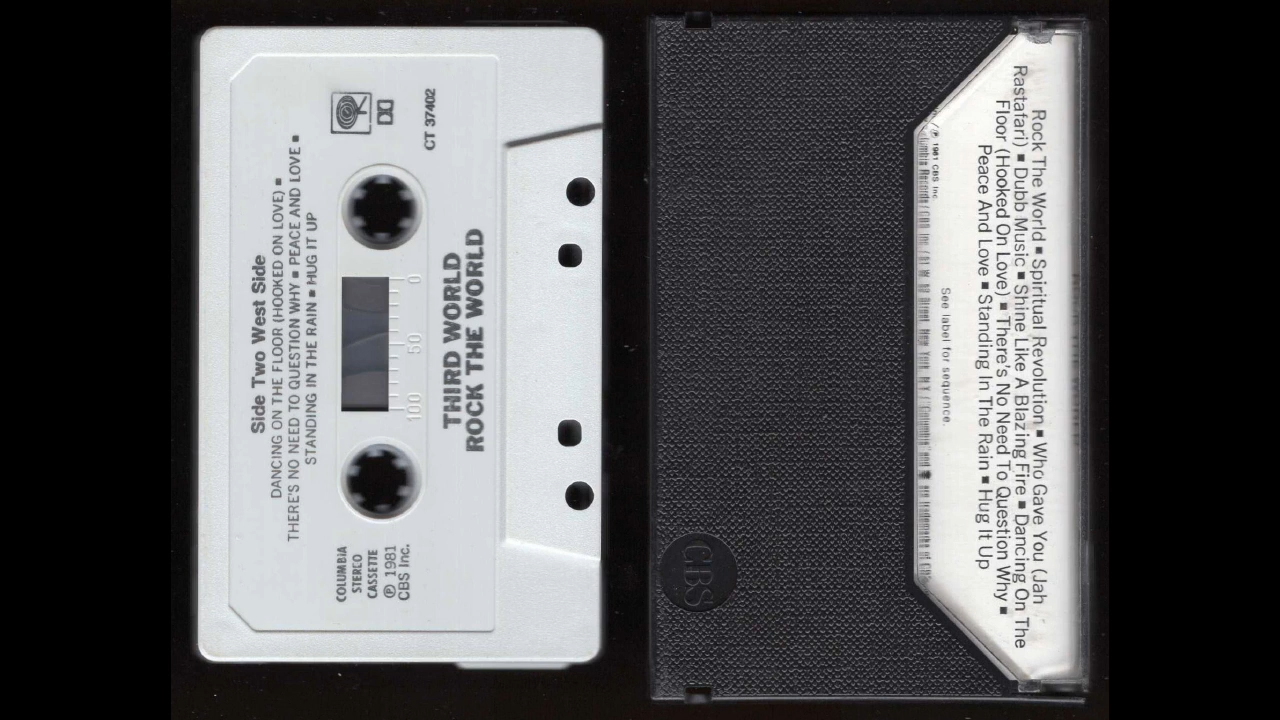 Side Two West Side
DANCING ON THE FLOOR (HOOKED ON LOVE) ■
THERE'S NO NEED TO QUESTION WHY ■ PEACE AND LOVE ■
STANDING IN THE RAIN ■ HUG IT UP
CT 37402
COLUMBIA
STEREO
CASSETTE
℗ 1981
CBS Inc.
0 50 100
THIRD WORLD
ROCK THE WORLD
CBS
Rock The World ■ Spiritual Revolution ■ Who Gave You (Jah
Rastafari) ■ Dubb Music ■ Shine Like A Blazing Fire ■ Dancing On The
Floor (Hooked On Love) ■ There's No Need To Question Why ■
Peace And Love ■ Standing In The Rain ■ Hug It Up
See label for sequence.
℗ 1981 CBS Inc.